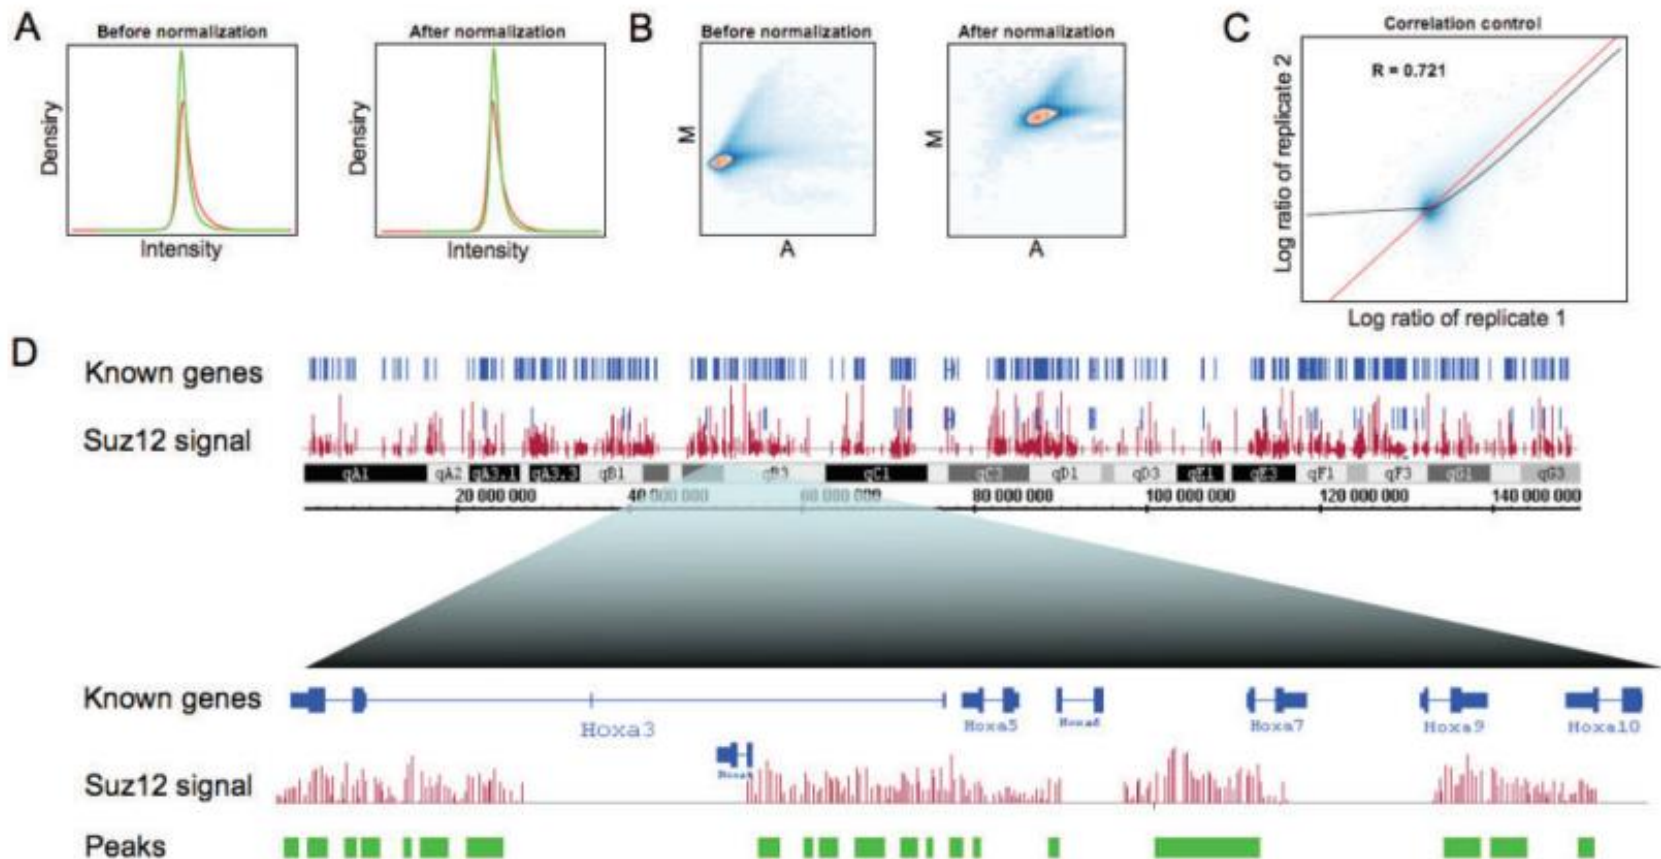 A
Before normalization
Densiry
Intensity
After normalization
Densiry
Intensity
B
Before normalization
M
A
After normalization
M
A
C
Correlation control
R = 0.721
Log ratio of replicate 2
Log ratio of replicate 1
D
Known genes
Suz12 signal
qA1 qA2 qA3.1 qA3.3 qB1 qB3 qC1 qC3 qD1 qD3 qE1 qE3 qF1 qF3 qG1 qG3
20 000 000 40 000 000 60 000 000 80 000 000 100 000 000 120 000 000 140 000 000
Known genes
Hoxa3 Hoxa5 Hoxa6 Hoxa7 Hoxa9 Hoxa10
Suz12 signal
Peaks